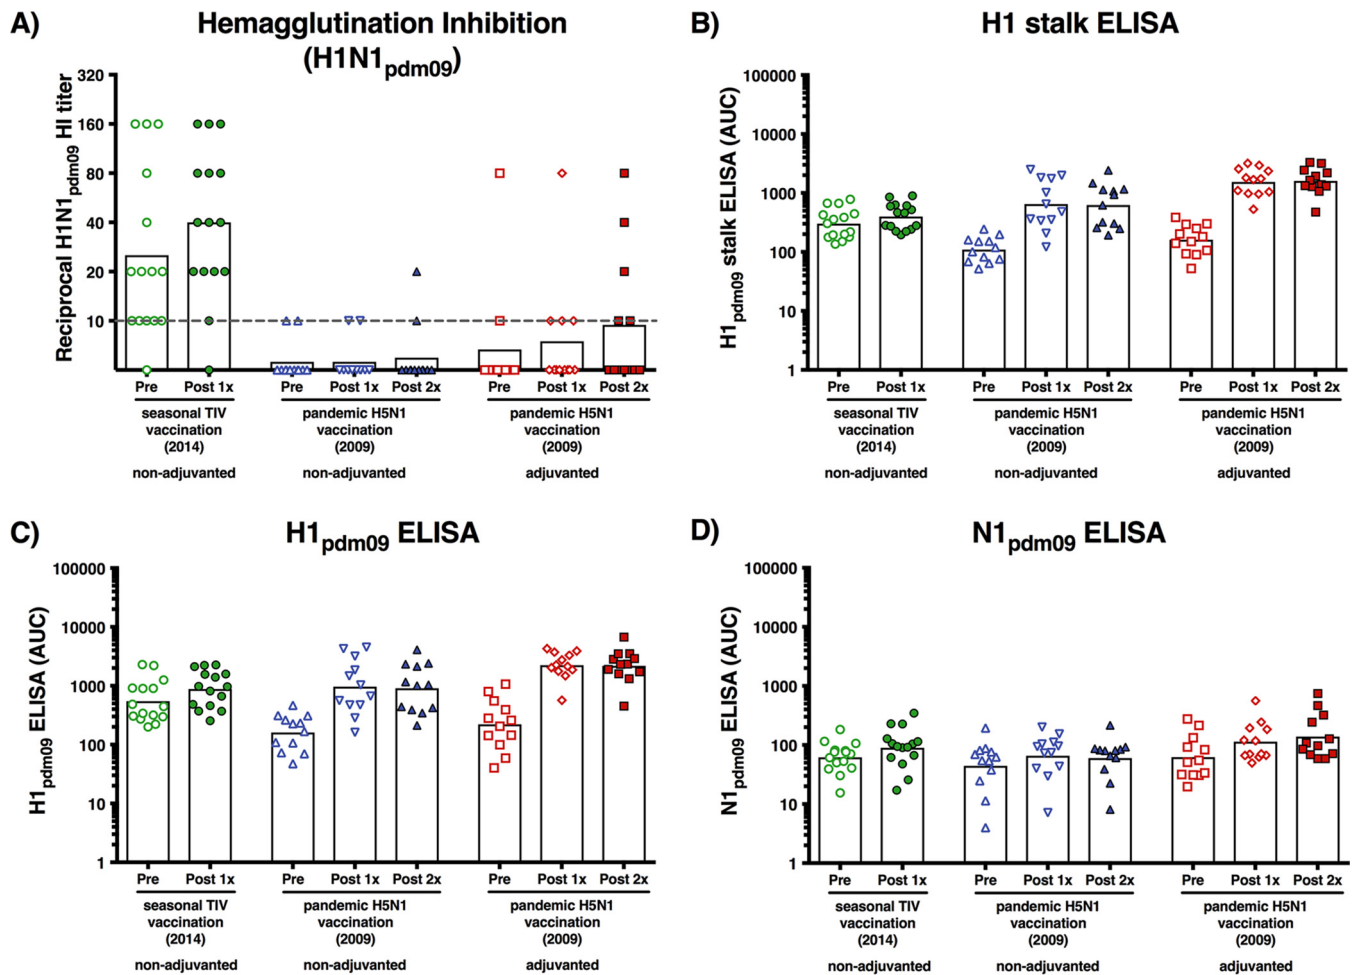 A)
Hemagglutination Inhibition
(H1N1pdm09)
Reciprocal H1N1pdm09 HI titer
320
160
80
40
20
10
Pre Post 1x Pre Post 1x Post 2x Pre Post 1x Post 2x
seasonal TIV pandemic H5N1 pandemic H5N1
vaccination vaccination vaccination
(2014) (2009) (2009)
non-adjuvanted non-adjuvanted adjuvanted
B)
H1 stalk ELISA
H1pdm09 stalk ELISA (AUC)
100000
10000
1000
100
10
1
Pre Post 1x Pre Post 1x Post 2x Pre Post 1x Post 2x
seasonal TIV pandemic H5N1 pandemic H5N1
vaccination vaccination vaccination
(2014) (2009) (2009)
non-adjuvanted non-adjuvanted adjuvanted
C)
H1pdm09 ELISA
H1pdm09 ELISA (AUC)
100000
10000
1000
100
10
1
Pre Post 1x Pre Post 1x Post 2x Pre Post 1x Post 2x
seasonal TIV pandemic H5N1 pandemic H5N1
vaccination vaccination vaccination
(2014) (2009) (2009)
non-adjuvanted non-adjuvanted adjuvanted
D)
N1pdm09 ELISA
N1pdm09 ELISA (AUC)
100000
10000
1000
100
10
1
Pre Post 1x Pre Post 1x Post 2x Pre Post 1x Post 2x
seasonal TIV pandemic H5N1 pandemic H5N1
vaccination vaccination vaccination
(2014) (2009) (2009)
non-adjuvanted non-adjuvanted adjuvanted